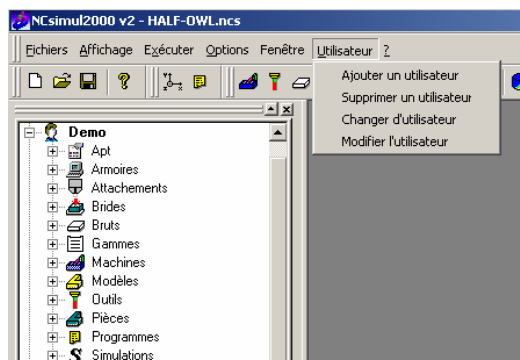 NCsimul2000 v2 - HALF-OWL.ncs
Fichiers Affichage Exécuter Options Fenêtre Utilisateur ?
Ajouter un utilisateur
Supprimer un utilisateur
Changer d'utilisateur
Modifier l'utilisateur
Demo
Apt
Armoires
Attachements
Brides
Bruts
Gammes
Machines
Modèles
Outils
Pièces
Programmes
Simulations